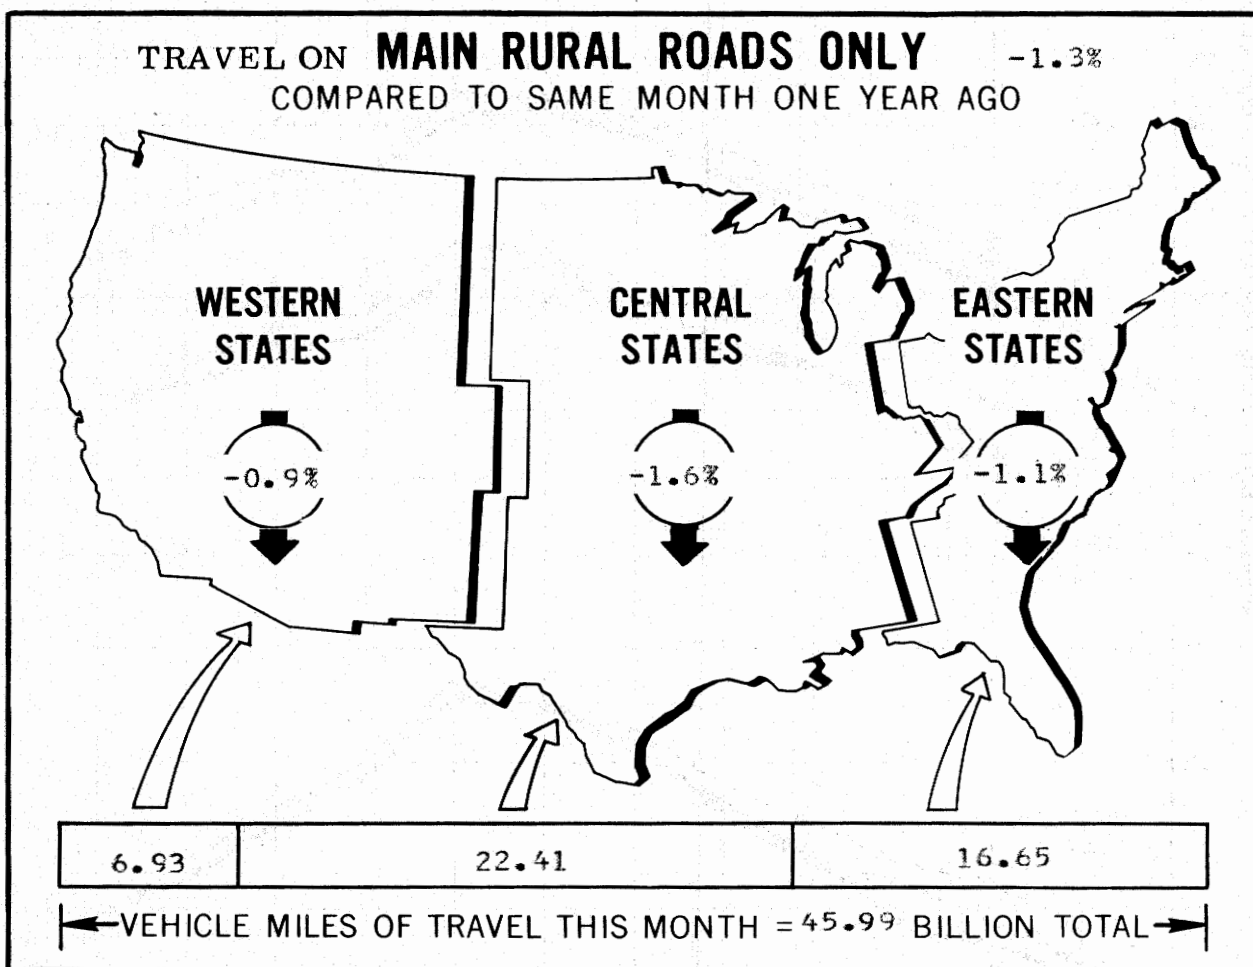 TRAVEL ON MAIN RURAL ROADS ONLY -1.3%
COMPARED TO SAME MONTH ONE YEAR AGO
WESTERN
STATES
-0.9%
CENTRAL
STATES
-1.6%
EASTERN
STATES
-1.1%
6.93 22.41 16.65
VEHICLE MILES OF TRAVEL THIS MONTH = 45.99 BILLION TOTAL